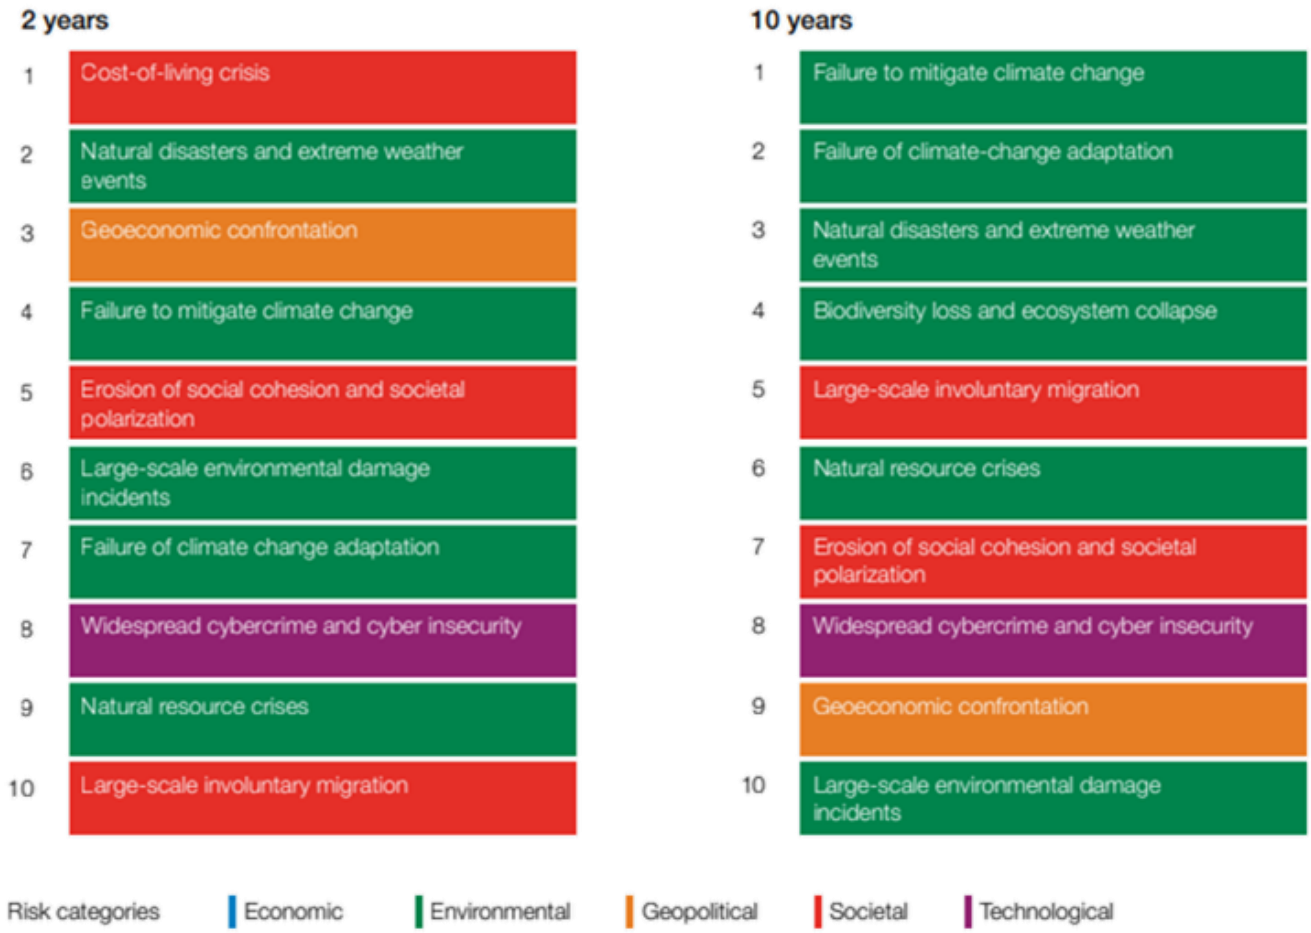 2 years
1 Cost-of-living crisis
2 Natural disasters and extreme weather
events
3 Geoeconomic confrontation
4 Failure to mitigate climate change
5 Erosion of social cohesion and societal
polarization
6 Large-scale environmental damage
incidents
7 Failure of climate change adaptation
8 Widespread cybercrime and cyber insecurity
9 Natural resource crises
10 Large-scale involuntary migration
10 years
1 Failure to mitigate climate change
2 Failure of climate-change adaptation
3 Natural disasters and extreme weather
events
4 Biodiversity loss and ecosystem collapse
5 Large-scale involuntary migration
6 Natural resource crises
7 Erosion of social cohesion and societal
polarization
8 Widespread cybercrime and cyber insecurity
9 Geoeconomic confrontation
10 Large-scale environmental damage
incidents
Risk categories Economic Environmental Geopolitical Societal Technological